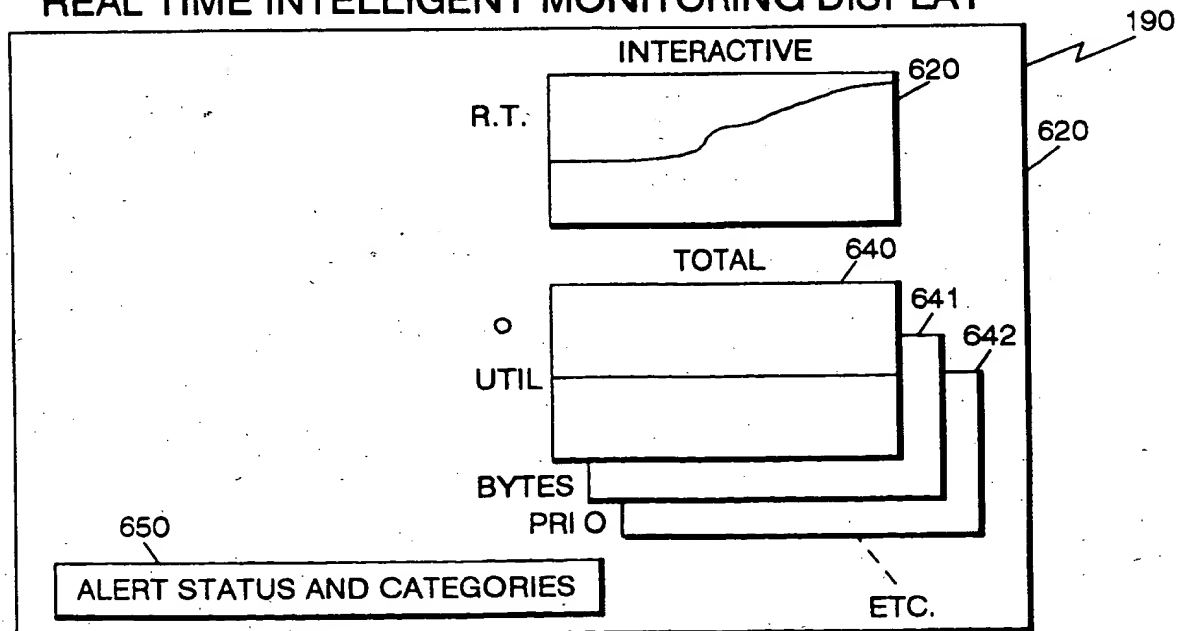 REAL TIME INTELLIGENT MONITORING DISPLAY
190
INTERACTIVE
620
R.T.
620
TOTAL
640
641
642
O
UTIL
BYTES
PRI O
650
ALERT STATUS AND CATEGORIES
ETC.